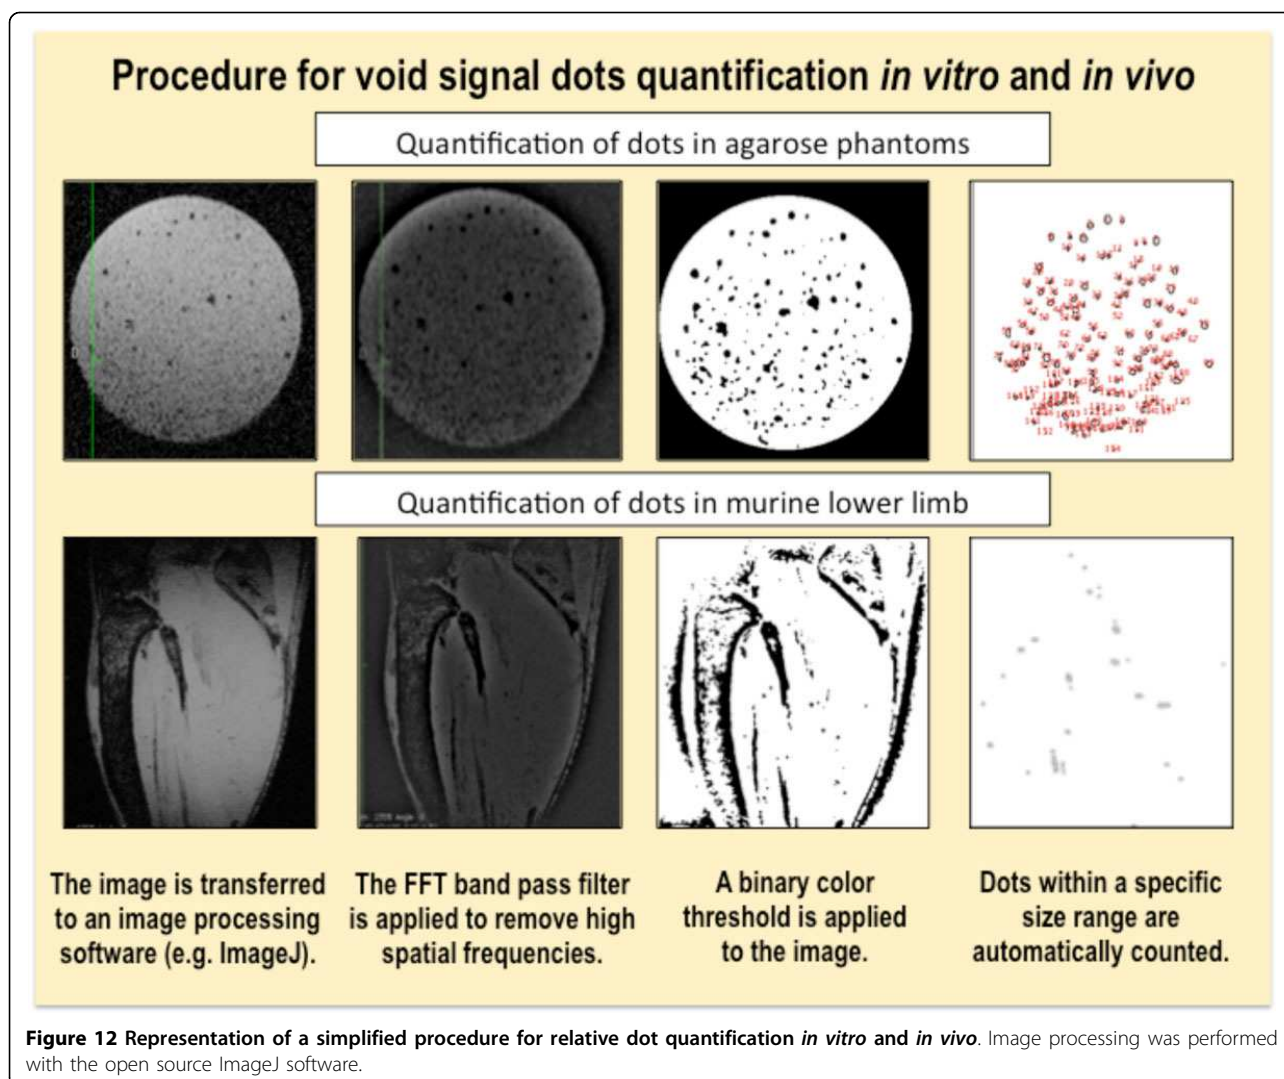 Procedure for void signal dots quantification in vitro and in vivo
Quantification of dots in agarose phantoms
Quantification of dots in murine lower limb
The image is transferred
to an image processing
software (e.g. ImageJ).
The FFT band pass filter
is applied to remove high
spatial frequencies.
A binary color
threshold is applied
to the image.
Dots within a specific
size range are
automatically counted.
Figure 12 Representation of a simplified procedure for relative dot quantification in vitro and in vivo. Image processing was performed
with the open source ImageJ software.